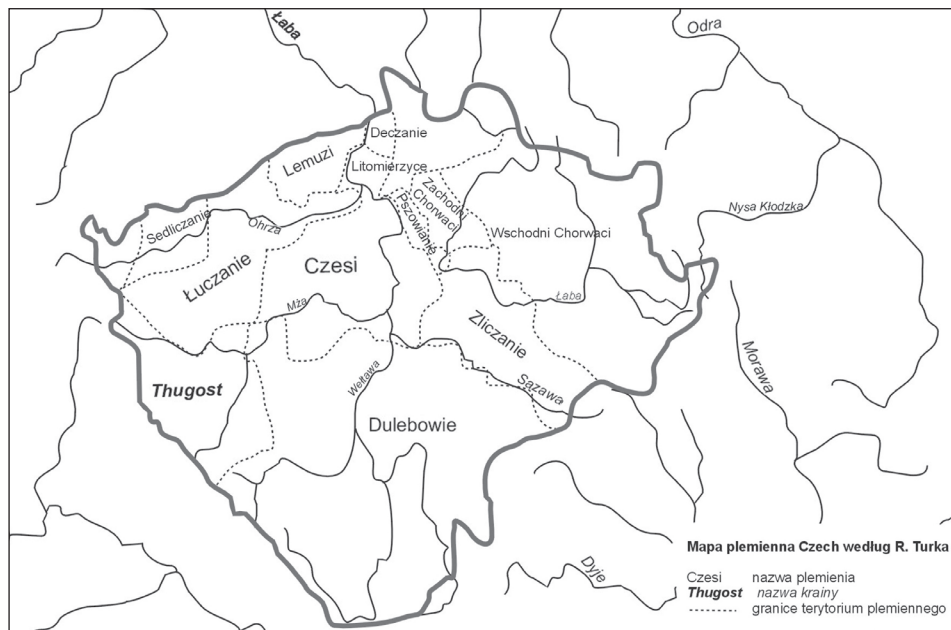 Łaba
Odra
Deczanie
Lemuzi
Litomierzyce
Zachodni
Chorwaci
Pszowianie
Nysa Kłodzka
Sedliczanie
Ohrza
Wschodni Chorwaci
Łuczanie
Czesi
Łaba
Mża
Zliczanie
Morawa
Thugost
Wełtawa
Sązawa
Dulebowie
Dyje
Mapa plemienna Czech według R. Turka
Czesi nazwa plemienia
Thugost nazwa krainy
granice terytorium plemiennego